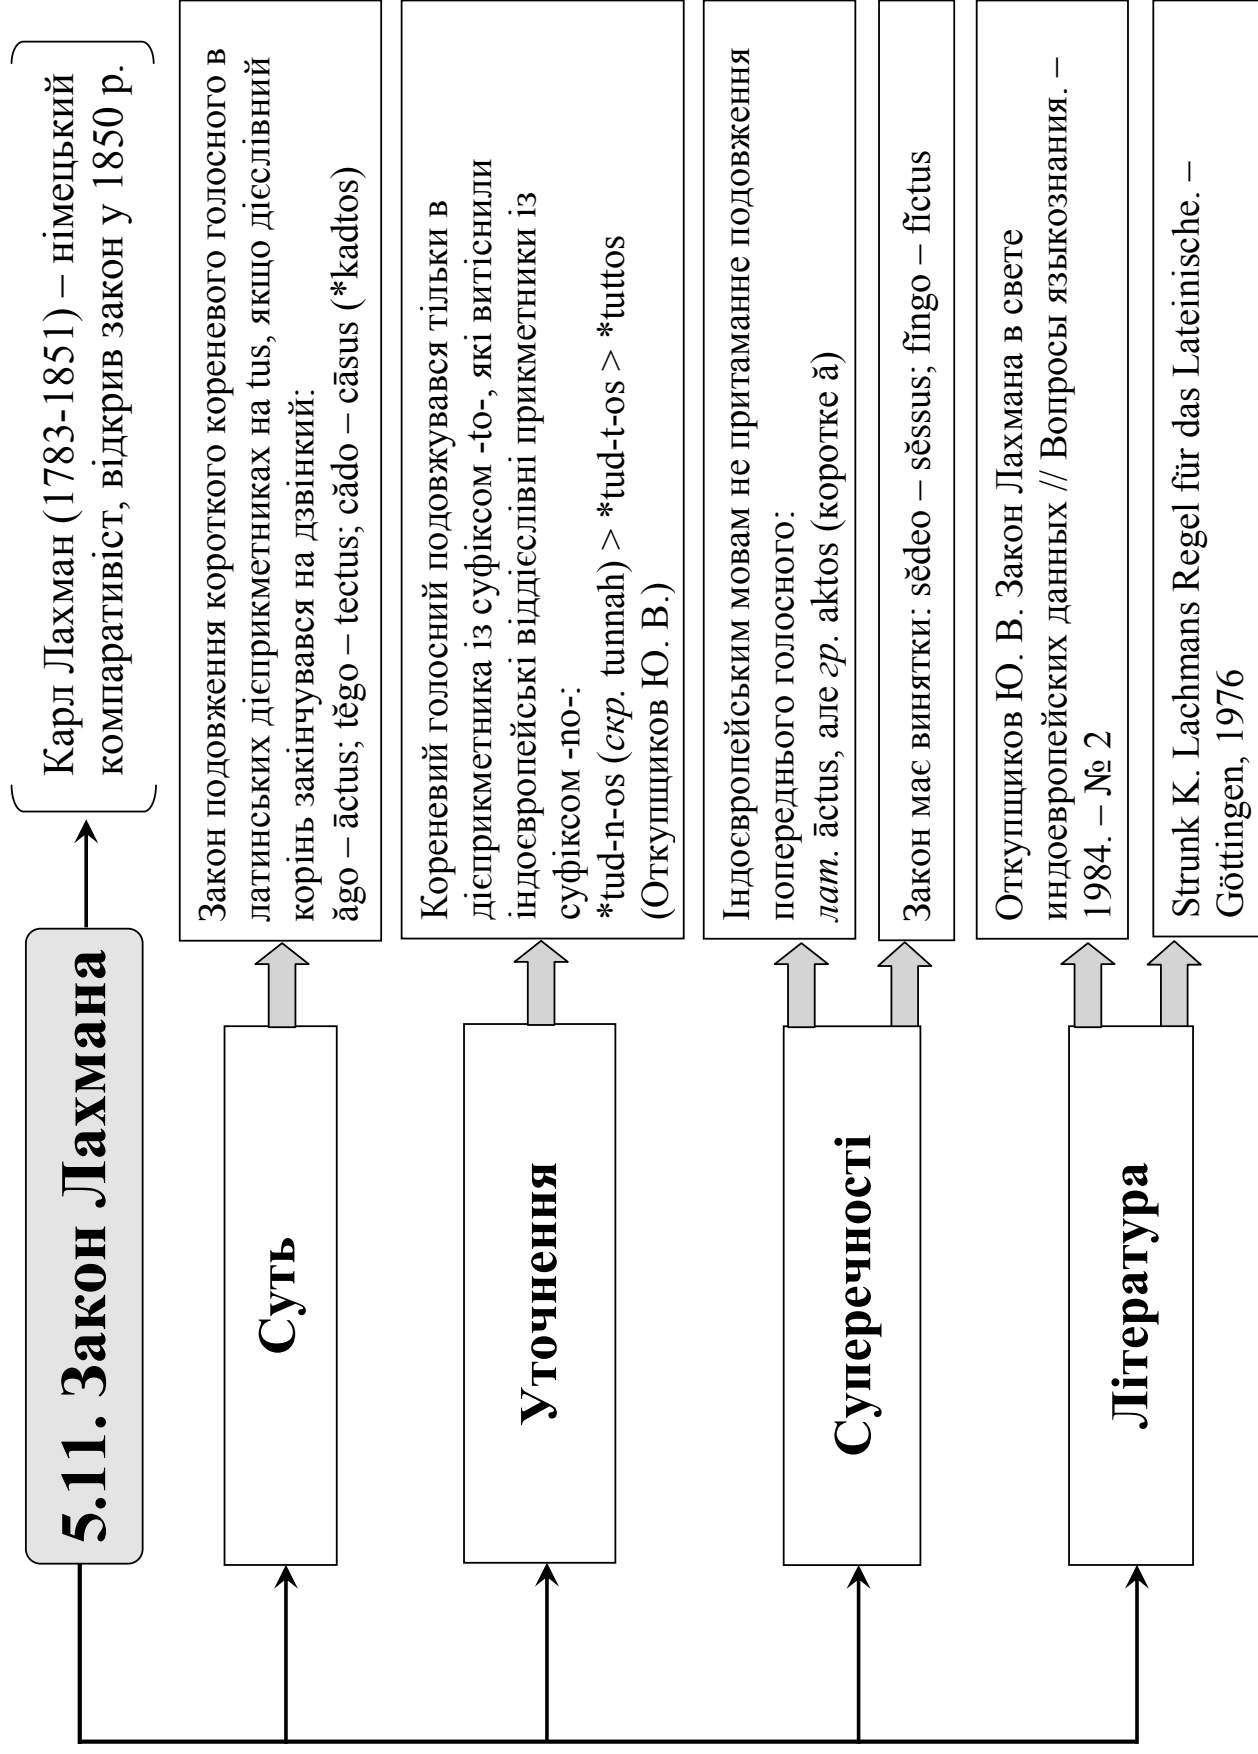 5.11. Закон Лахмана
Карл Лахман (1783-1851) – німецький
компаративіст, відкрив закон у 1850 р.
Суть
Закон подовження короткого кореневого голосного в
латинських дієприкметниках на tus, якщо дієслівний
корінь закінчувався на дзвінкий:
ăgo – āctus; tĕgo – tectus; cădo – cāsus (*kadtos)
Уточнення
Кореневий голосний подовжувався тільки в
дієприкметника із суфіксом -to-, які витіснили
індоєвропейські віддієслівні прикметники із
суфіксом -no-:
*tud-n-os (скр. tunnah) > *tud-t-os > *tuttos
(Откупщиков Ю. В.)
Суперечності
Індоєвропейським мовам не притаманне подовження
попереднього голосного:
лат. āctus, але гр. aktos (коротке ă)
Закон має винятки: sĕdeo – sĕssus; fĭngo – fĭctus
Література
Откупщиков Ю. В. Закон Лахмана в свете
индоевропейских данных // Вопросы языкознания. –
1984. – № 2
Strunk K. Lachmans Regel für das Lateinische. –
Göttingen, 1976